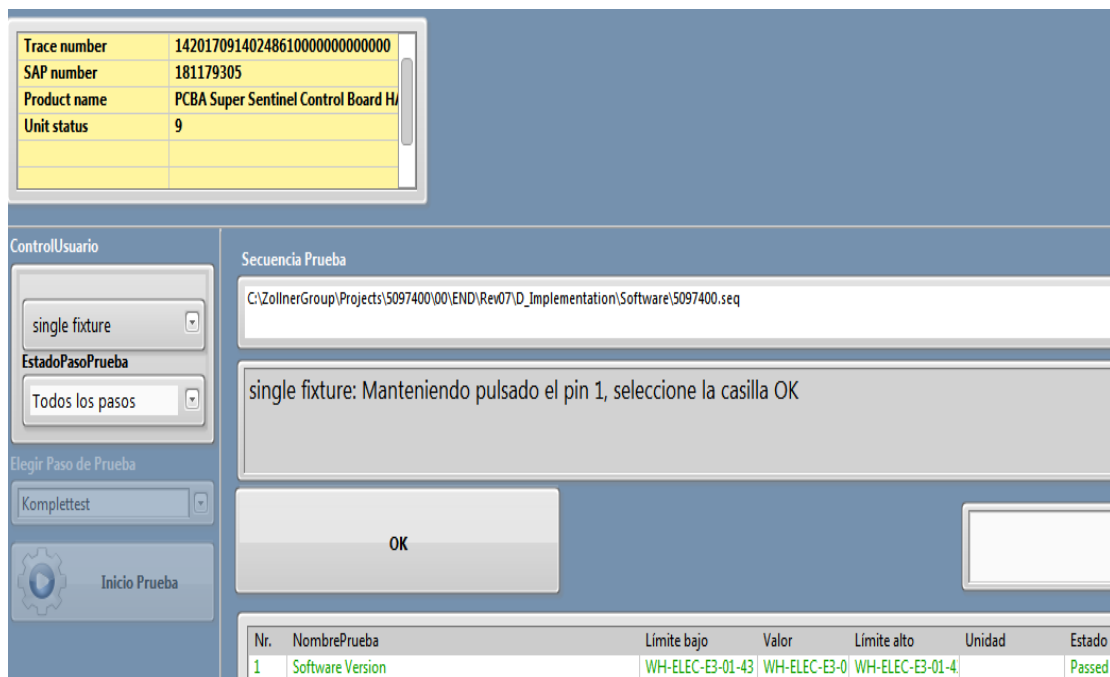 Trace number 14201709140248610000000000000
SAP number 181179305
Product name PCBA Super Sentinel Control Board
Unit status 9
ControlUsuario
single fixture
EstadoPasoPrueba
Todos los pasos
Elegir Paso de Prueba
Komplettest
Inicio Prueba
Secuencia Prueba
C:\ZollnerGroup\Projects\5097400\00\END\Rev07\D_Implementation\Software\5097400.seq
single fixture: Manteniendo pulsado el pin 1, seleccione la casilla OK
OK
Nr. NombrePrueba Límite bajo Valor Límite alto Unidad Estado
1 Software Version WH-ELEC-E3-01-43 WH-ELEC-E3-0 WH-ELEC-E3-01-4 Passed